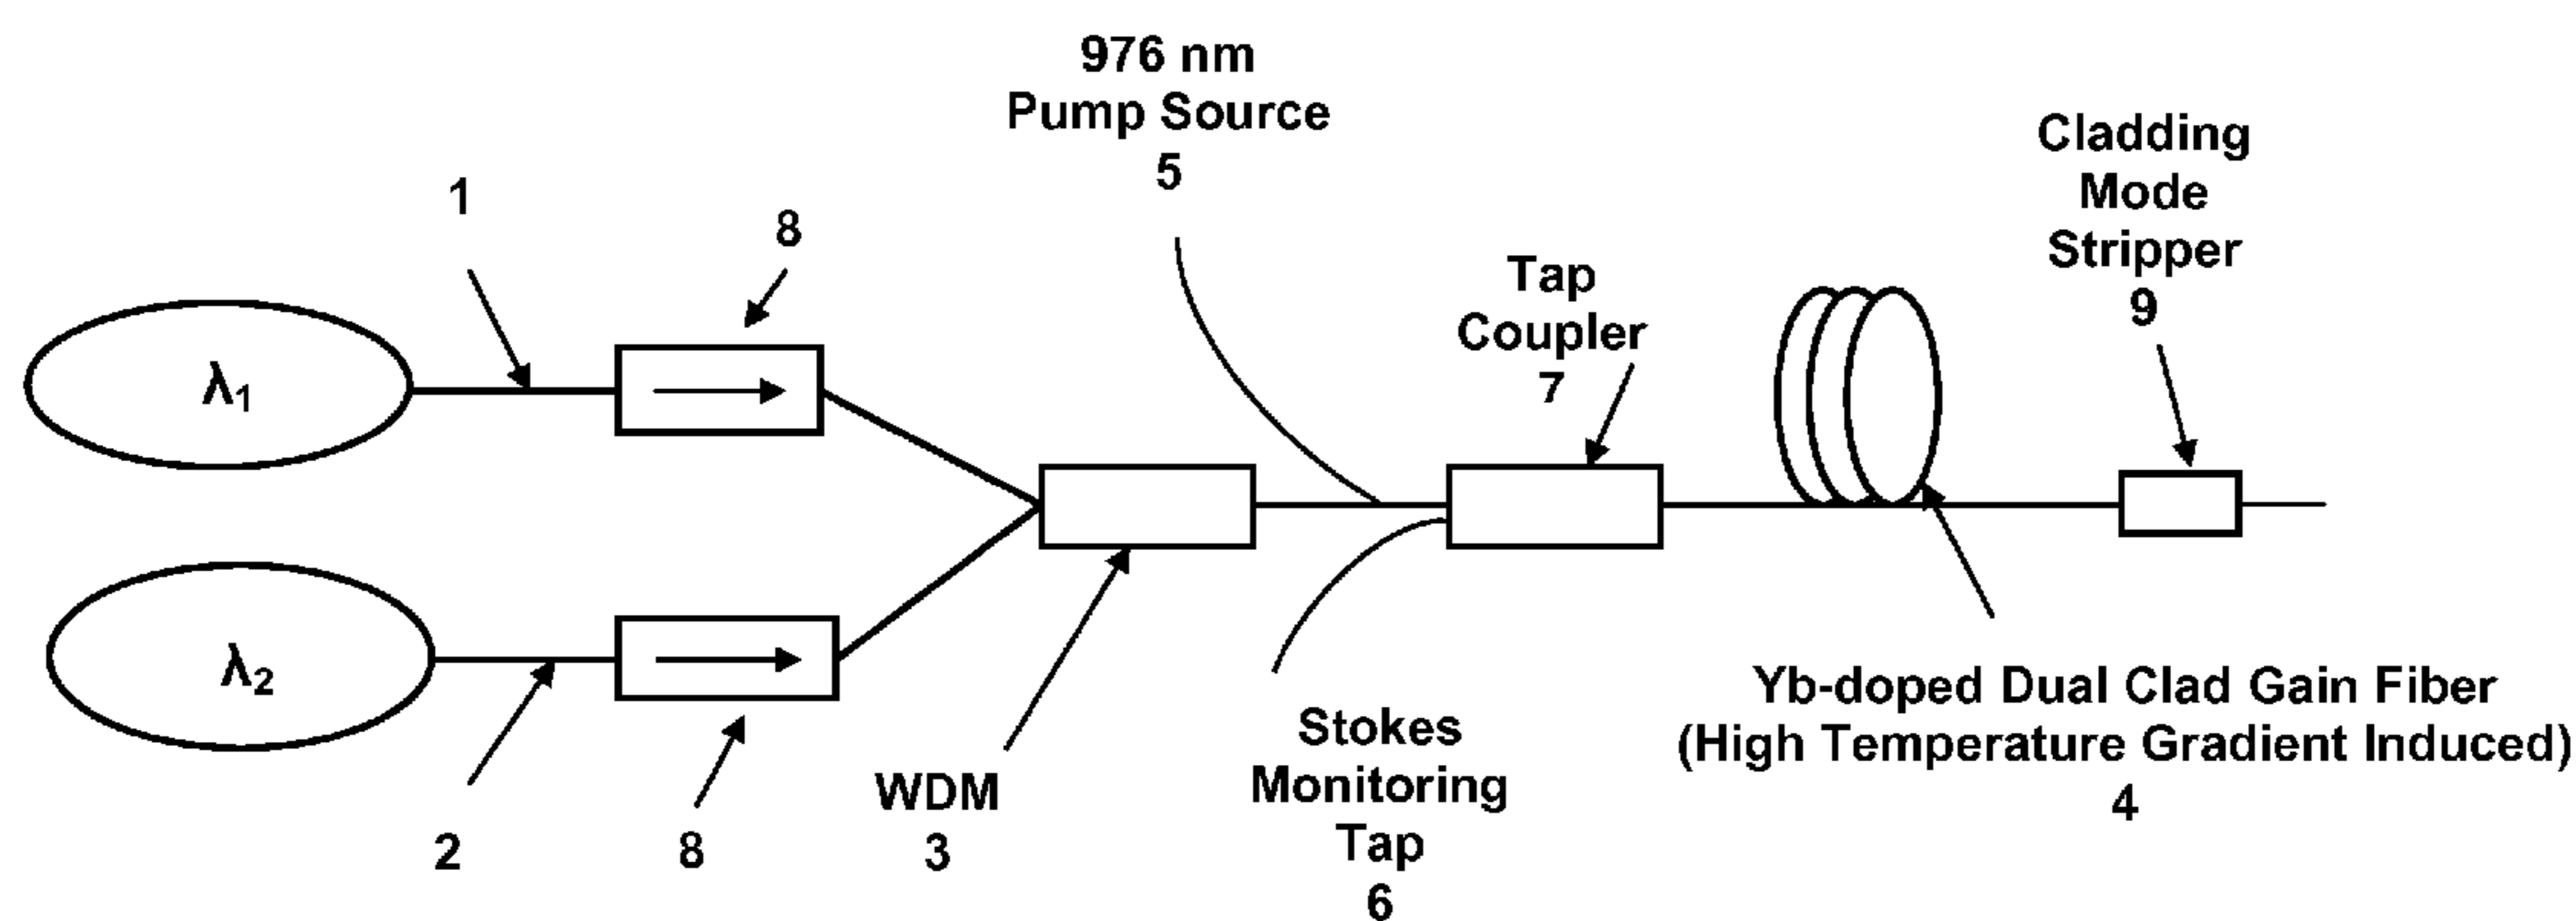 976 nm
Pump Source
5
Cladding
Mode
Stripper
9
1
8
Tap
Coupler
7
λ1
λ2
2
8
WDM
3
Stokes
Monitoring
Tap
6
Yb-doped Dual Clad Gain Fiber
(High Temperature Gradient Induced)
4